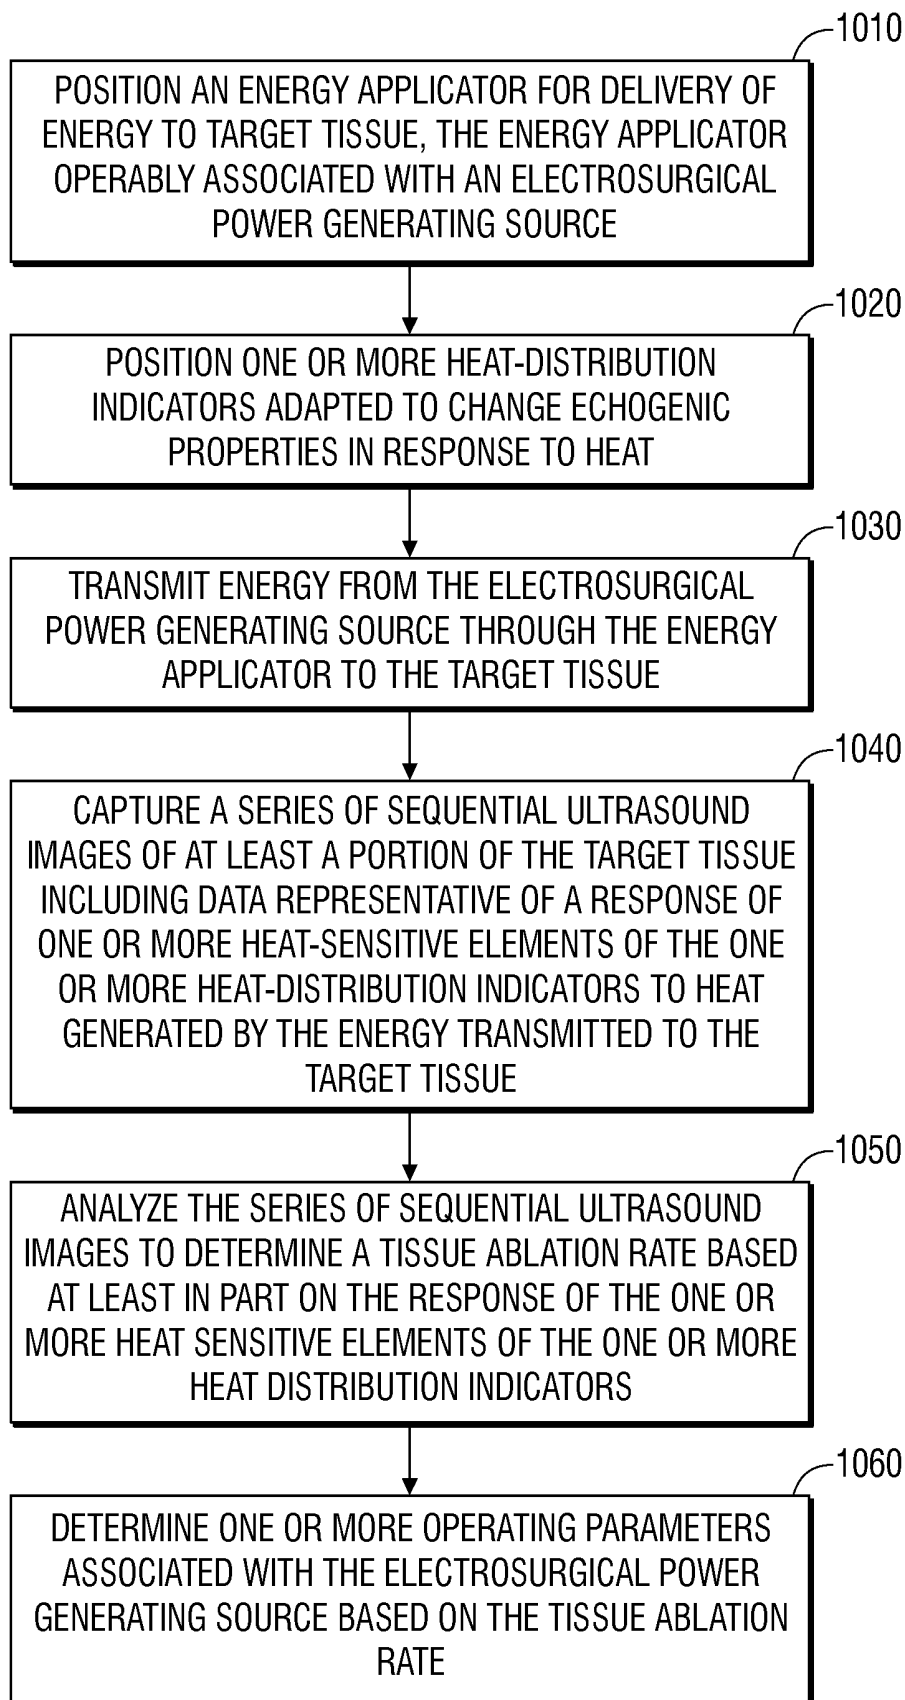 1010
POSITION AN ENERGY APPLICATOR FOR DELIVERY OF
ENERGY TO TARGET TISSUE, THE ENERGY APPLICATOR
OPERABLY ASSOCIATED WITH AN ELECTROSURGICAL
POWER GENERATING SOURCE
1020
POSITION ONE OR MORE HEAT-DISTRIBUTION
INDICATORS ADAPTED TO CHANGE ECHOGENIC
PROPERTIES IN RESPONSE TO HEAT
1030
TRANSMIT ENERGY FROM THE ELECTROSURGICAL
POWER GENERATING SOURCE THROUGH THE ENERGY
APPLICATOR TO THE TARGET TISSUE
1040
CAPTURE A SERIES OF SEQUENTIAL ULTRASOUND
IMAGES OF AT LEAST A PORTION OF THE TARGET TISSUE
INCLUDING DATA REPRESENTATIVE OF A RESPONSE OF
ONE OR MORE HEAT-SENSITIVE ELEMENTS OF THE ONE
OR MORE HEAT-DISTRIBUTION INDICATORS TO HEAT
GENERATED BY THE ENERGY TRANSMITTED TO THE
TARGET TISSUE
1050
ANALYZE THE SERIES OF SEQUENTIAL ULTRASOUND
IMAGES TO DETERMINE A TISSUE ABLATION RATE BASED
AT LEAST IN PART ON THE RESPONSE OF THE ONE OR
MORE HEAT SENSITIVE ELEMENTS OF THE ONE OR MORE
HEAT DISTRIBUTION INDICATORS
1060
DETERMINE ONE OR MORE OPERATING PARAMETERS
ASSOCIATED WITH THE ELECTROSURGICAL POWER
GENERATING SOURCE BASED ON THE TISSUE ABLATION
RATE